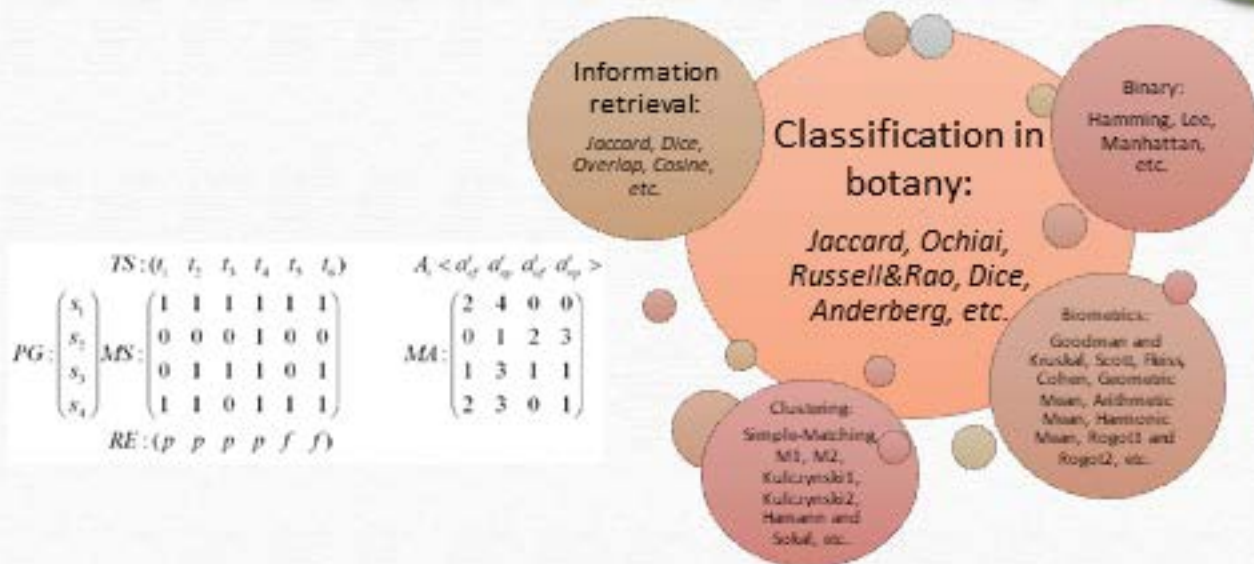 Information
retrieval:
Jaccard, Dice,
Overlap, Cosine,
etc.
Classification in
botany:
Jaccard, Ochiai,
Russell&Rao, Dice,
Anderberg, etc.
Binary:
Hamming, Lee,
Manhattan,
etc.
Biometrics:
Goodman and
Kruskal, Scott, Fleiss,
Cohen, Geometric
Mean, Arithmetic
Mean, Harmonic
Mean, Rogot1 and
Rogot2, etc.
Clustering:
Simple-Matching,
M1, M2,
Kulczynski1,
Kulczynski2,
Hamann and
Sokal, etc.
TS:(t₁ t₂ t₃ t₄ t₅ t₆)
PG: s₁ MS: 1 1 1 1 1 1
s₂ 0 0 0 1 0 0
s₃ 0 1 1 1 0 1
s₄ 1 1 0 1 1 1
RE:(p p p p f f)
MA: 2 4 0 0
0 1 2 3
1 3 1 1
2 3 0 1